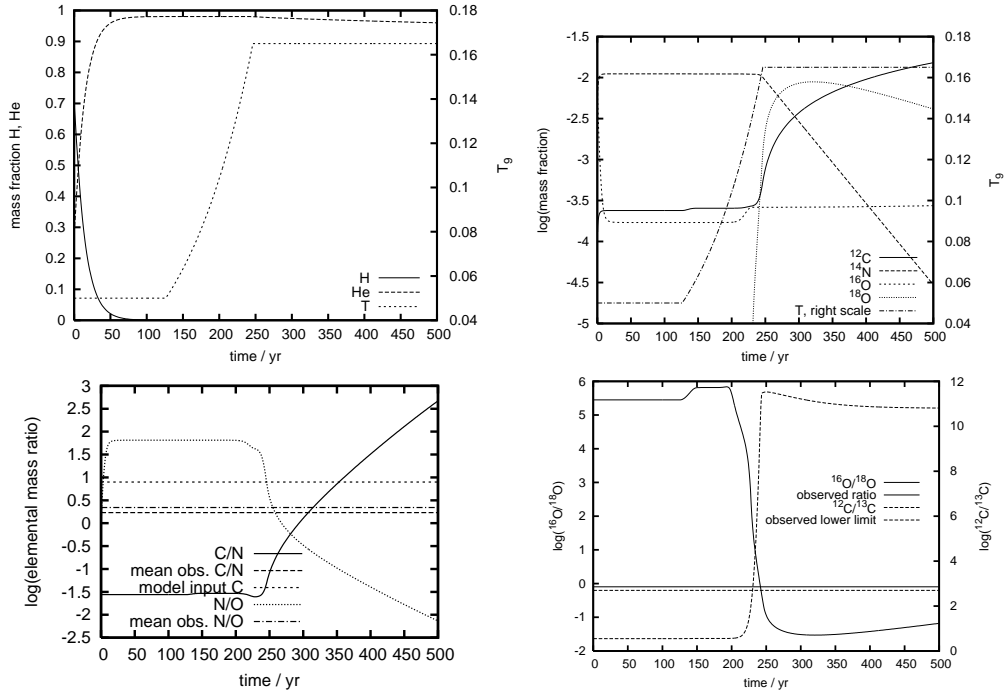 1
0.9
0.8
0.7
0.6
0.5
0.4
0.3
0.2
0.1
0
mass fraction H, He
0 50 100 150 200 250 300 350 400 450 500
time / yr
0.18
0.16
0.14
0.12
0.1
0.08
0.06
0.04
T9
H
He
T
-1.5
-2
-2.5
-3
-3.5
-4
-4.5
-5
log(mass fraction)
0 50 100 150 200 250 300 350 400 450 500
time / yr
0.18
0.16
0.14
0.12
0.1
0.08
0.06
0.04
T9
12C
14N
16O
18O
T, right scale
3
2.5
2
1.5
1
0.5
0
-0.5
-1
-1.5
-2
-2.5
log(elemental mass ratio)
0 50 100 150 200 250 300 350 400 450 500
time / yr
C/N
mean obs. C/N
model input C
N/O
mean obs. N/O
6
5
4
3
2
1
0
-1
-2
log(16O/18O)
0 50 100 150 200 250 300 350 400 450 500
time / yr
12
10
8
6
4
2
0
log(12C/13C)
16O/18O
observed ratio
12C/13C
observed lower limit